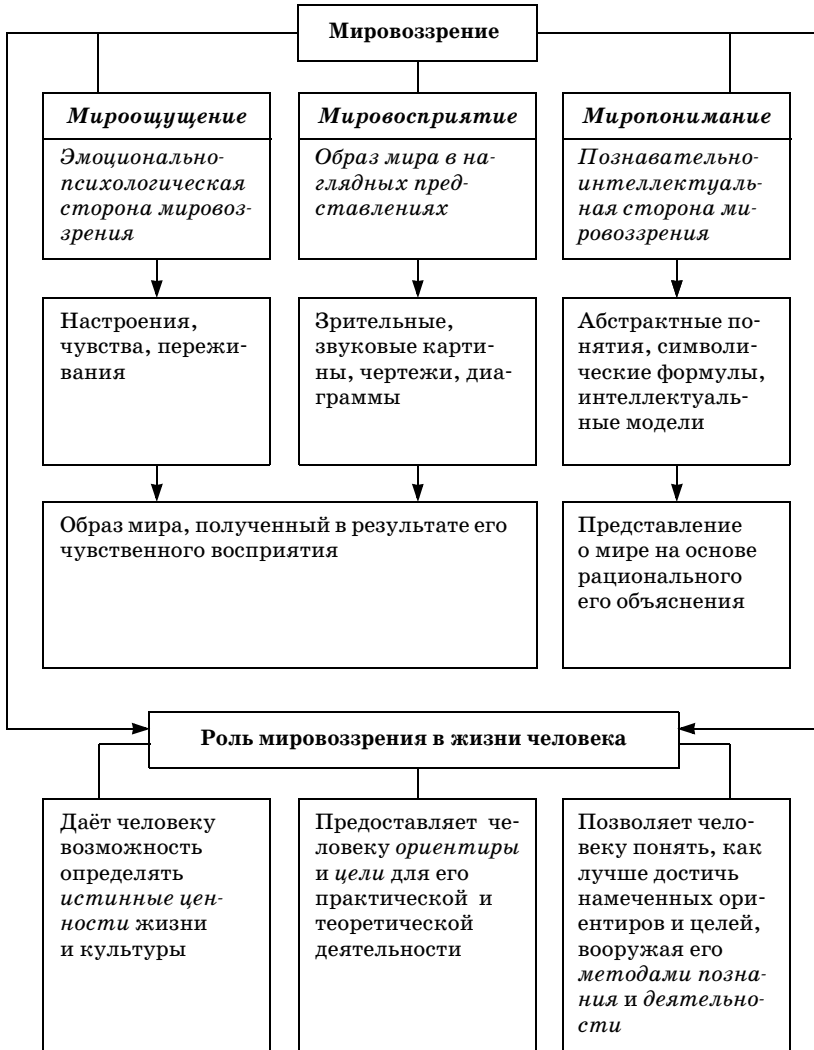 Мировоззрение
Мироощущение
Эмоционально-
психологическая
сторона мировоз-
зрения
Мировосприятие
Образ мира в на-
глядных пред-
ставлениях
Миропонимание
Познавательно-
интеллектуаль-
ная сторона ми-
ровоззрения
Настроения,
чувства, пережи-
вания
Зрительные,
звуковые карти-
ны, чертежи, диа-
граммы
Абстрактные по-
нятия, символи-
ческие формулы,
интеллектуаль-
ные модели
Образ мира, полученный в результате его
чувственного восприятия
Представление
о мире на основе
рационального
его объяснения
Роль мировоззрения в жизни человека
Даёт человеку
возможность
определять
истинные цен-
ности жизни
и культуры
Предоставляет че-
ловеку ориентиры
и цели для его
практической и
теоретической
деятельности
Позволяет чело-
веку понять, как
лучше достичь
намеченных ори-
ентиров и целей,
вооружая его
методами позна-
ния и деятельно-
сти